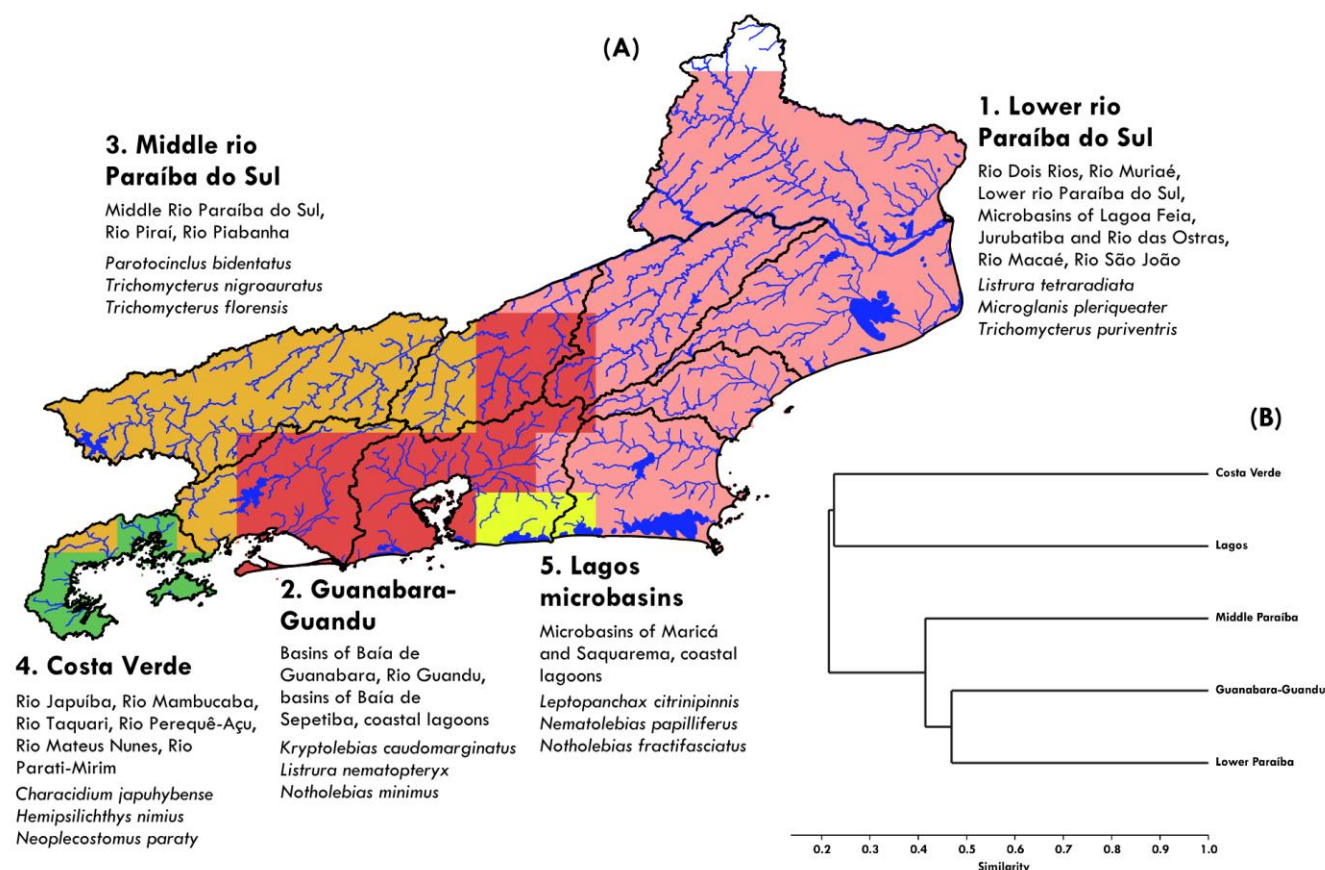 (A)
1. Lower rio
Paraíba do Sul
Rio Dois Rios, Rio Muriaé,
Lower rio Paraíba do Sul,
Microbasins of Lagoa Feia,
Jurubatiba and Rio das Ostras,
Rio Macaé, Rio São João
Listrura tetraradiata
Microglanis pleriqueater
Trichomycterus puriventris
3. Middle rio
Paraíba do Sul
Middle Rio Paraíba do Sul,
Rio Piraí, Rio Piabanha
Parotocinclus bidentatus
Trichomycterus nigroauratus
Trichomycterus florensis
4. Costa Verde
Rio Japuíba, Rio Mambucaba,
Rio Taquari, Rio Perequê-Açu,
Rio Mateus Nunes, Rio
Parati-Mirim
Characidium japuhybense
Hemipsilichthys nimius
Neoplecostomus paraty
2. Guanabara-
Guandu
Basins of Baía de
Guanabara, Rio Guandu,
basins of Baía de
Sepetiba, coastal lagoons
Kryptolebias caudomarginatus
Listrura nematopteryx
Notholebias minimus
5. Lagos
microbasins
Microbasins of Maricá
and Saquarema, coastal
lagoons
Leptopanchax citrinipinnis
Nematolebias papilliferus
Notholebias fractifasciatus
(B)
Costa Verde
Lagos
Middle Paraíba
Guanabara-Guandu
Lower Paraíba
0.2 0.3 0.4 0.5 0.6 0.7 0.8 0.9 1.0
Similarity